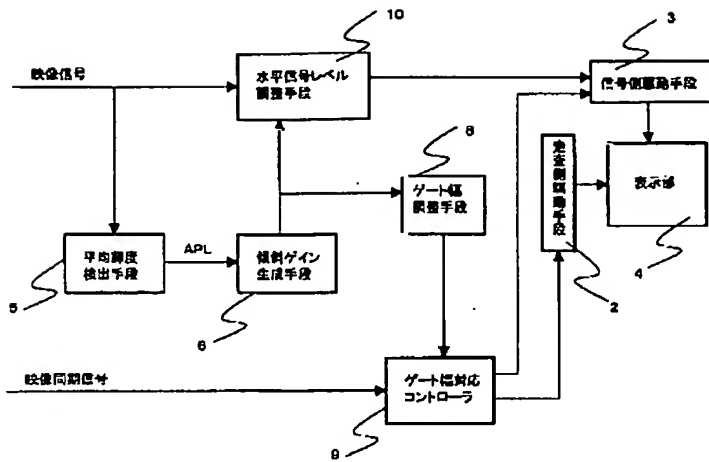 10
3
映像信号
水平信号レベル
調整手段
信号側駆動手段
8
走査側駆動手段
表示部
ゲート幅
調整手段
平均輝度
検出手段
APL
傾倒ゲイン
生成手段
5
6
2
4
映像同期信号
ゲート幅対応
コントローラ
9